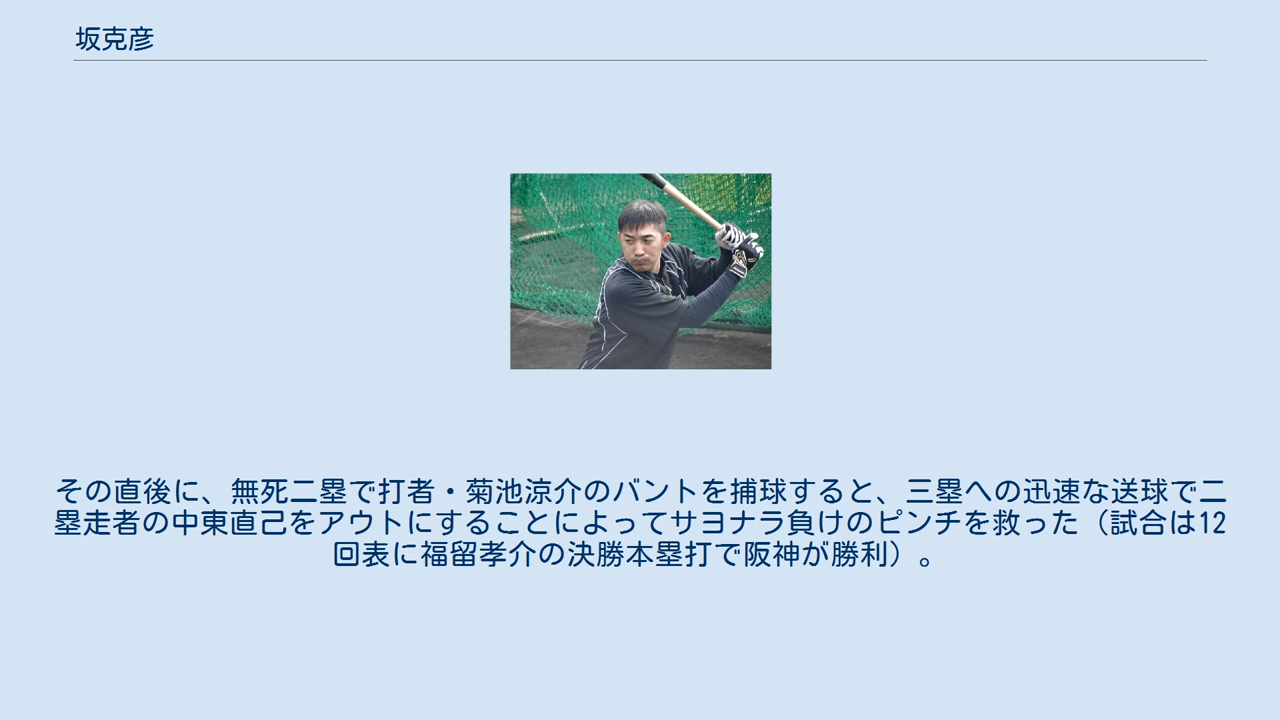 坂克彦
その直後に、無死二塁で打者・菊池涼介のバントを捕球すると、三塁への迅速な送球で二
塁走者の中東直己をアウトにすることによってサヨナラ負けのピンチを救った（試合は12
回表に福留孝介の決勝本塁打で阪神が勝利）。